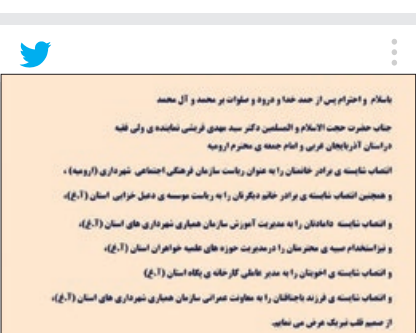 باسلام و احترام پس از حمد خدا و درود و صلوات بر محمد و آل محمد
جناب حضرت حجت الاسلام و المسلمین دکتر سید مهدی قریشی نماینده ی ولی فقیه
دراستان آذربایجان غربی و امام جمعه ی محترم ارومیه
انتصاب شایسته ی برادر خانمتان را به عنوان ریاست سازمان فرهنگی اجتماعی شهرداری (ارومیه) ،
و همچنین انتصاب شایسته ی برادر خانم دیگرتان را به ریاست موسسه ی دعبل خزایی استان (آ.غ)،
و انتصاب شایسته دامادتان را به مدیریت آموزش سازمان همیاری شهرداری های استان (آ.غ)،
و نیزاستخدام صبیه ی محترمتان را درمدیریت حوزه های علمیه خواهران استان (آ.غ)،
و انتصاب شایسته ی اخویتان را به مدیر عاملی کارخانه ی پگاه استان (آ.غ)
و انتصاب شایسته ی فرزند باجناقتان را به معاونت عمرانی سازمان همیاری شهرداری های استان (آ.غ)،
از صمیم قلب تبریک عرض می نمایم.